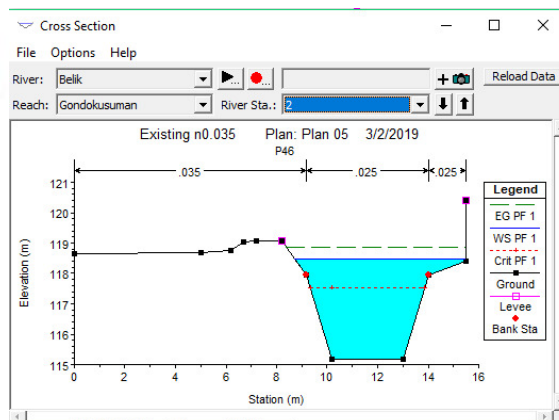 Cross Section
File Options Help
River: Belik Reload Data
Reach: Gondokusuman River Sta.: 2
Existing n0.035 Plan: Plan 05 3/2/2019
P46
.035 .025 .025
121
120
119
118
117
116
115
Elevation (m)
0 2 4 6 8 10 12 14 16
Station (m)
Legend
EG PF 1
WS PF 1
Crit PF 1
Ground
Levee
Bank Sta